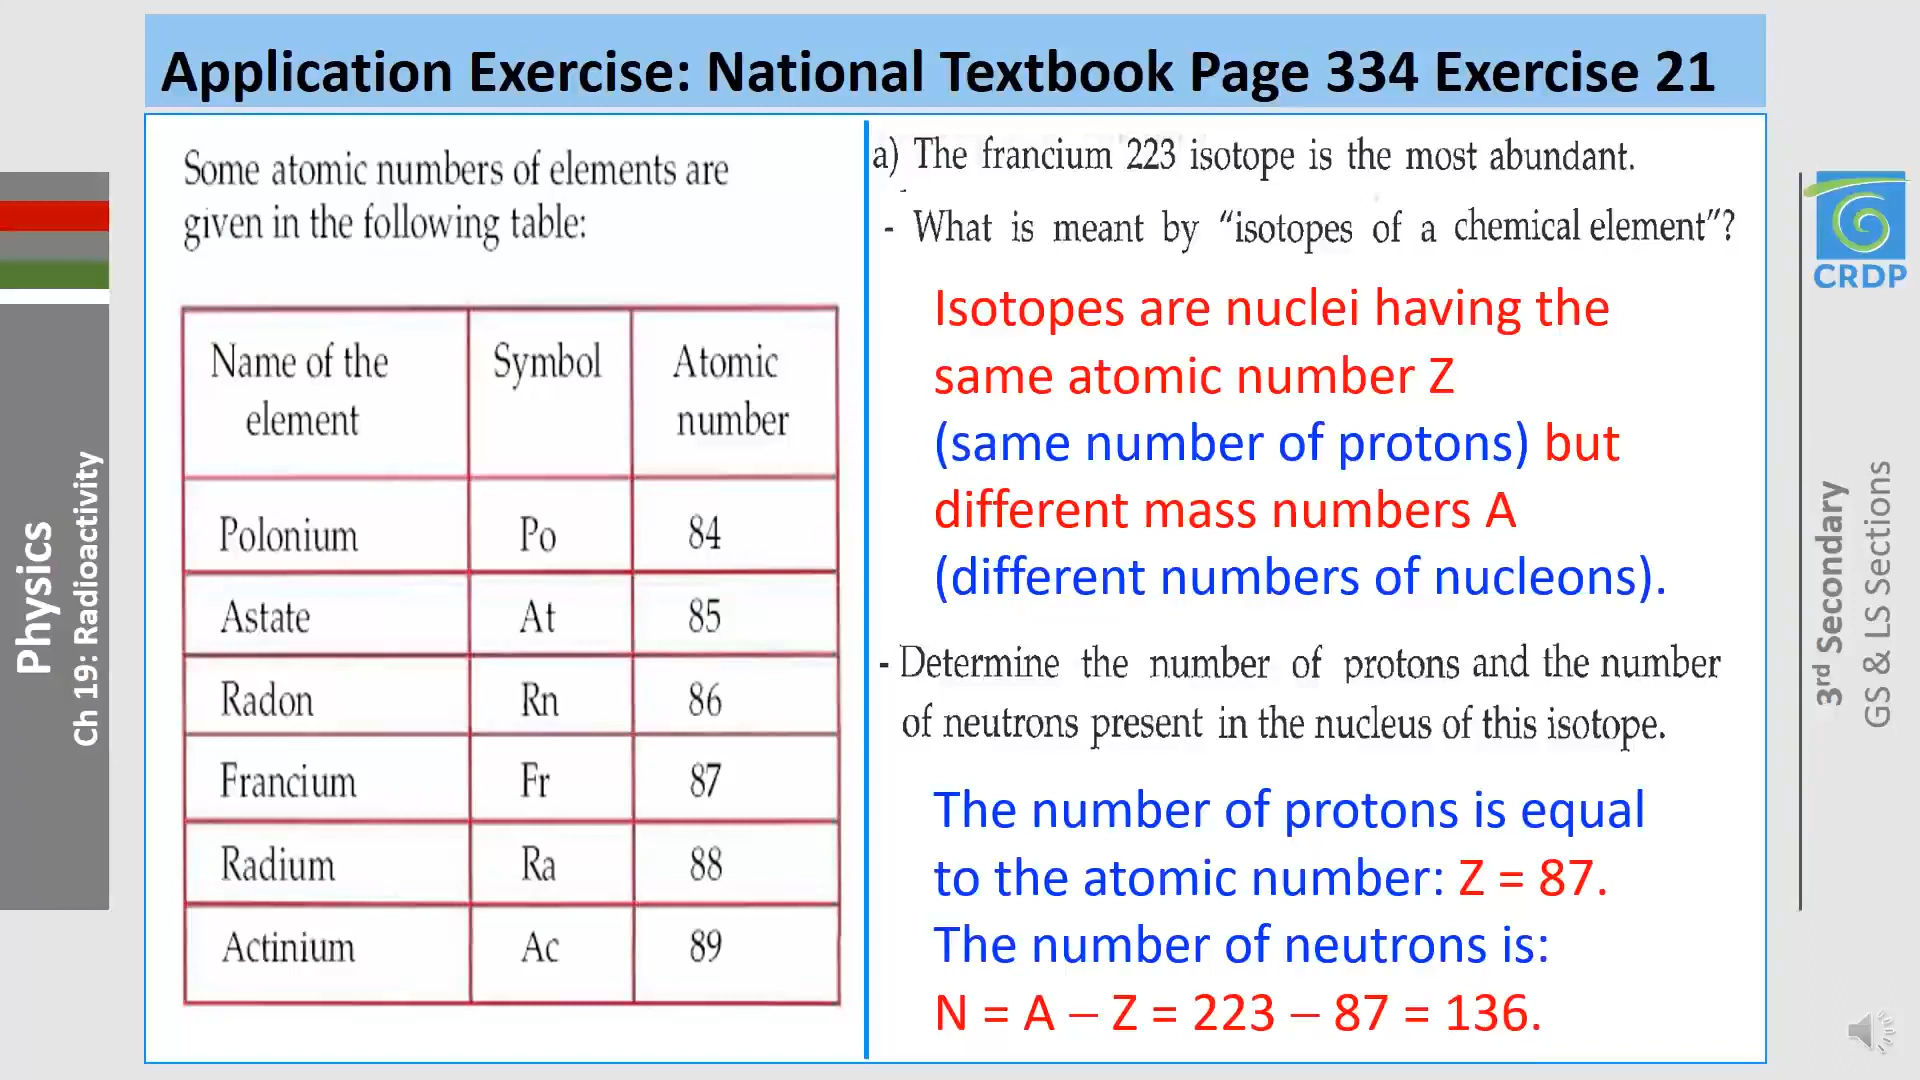 Application Exercise: National Textbook Page 334 Exercise 21
Physics
Ch 19: Radioactivity
Some atomic numbers of elements are
given in the following table:
Name of the element Symbol Atomic number
Polonium Po 84
Astate At 85
Radon Rn 86
Francium Fr 87
Radium Ra 88
Actinium Ac 89
a) The francium 223 isotope is the most abundant.
- What is meant by “isotopes of a chemical element”?
Isotopes are nuclei having the
same atomic number Z
(same number of protons) but
different mass numbers A
(different numbers of nucleons).
- Determine the number of protons and the number
of neutrons present in the nucleus of this isotope.
The number of protons is equal
to the atomic number: Z = 87.
The number of neutrons is:
N = A – Z = 223 – 87 = 136.
CRDP
3rd Secondary
GS & LS Sections